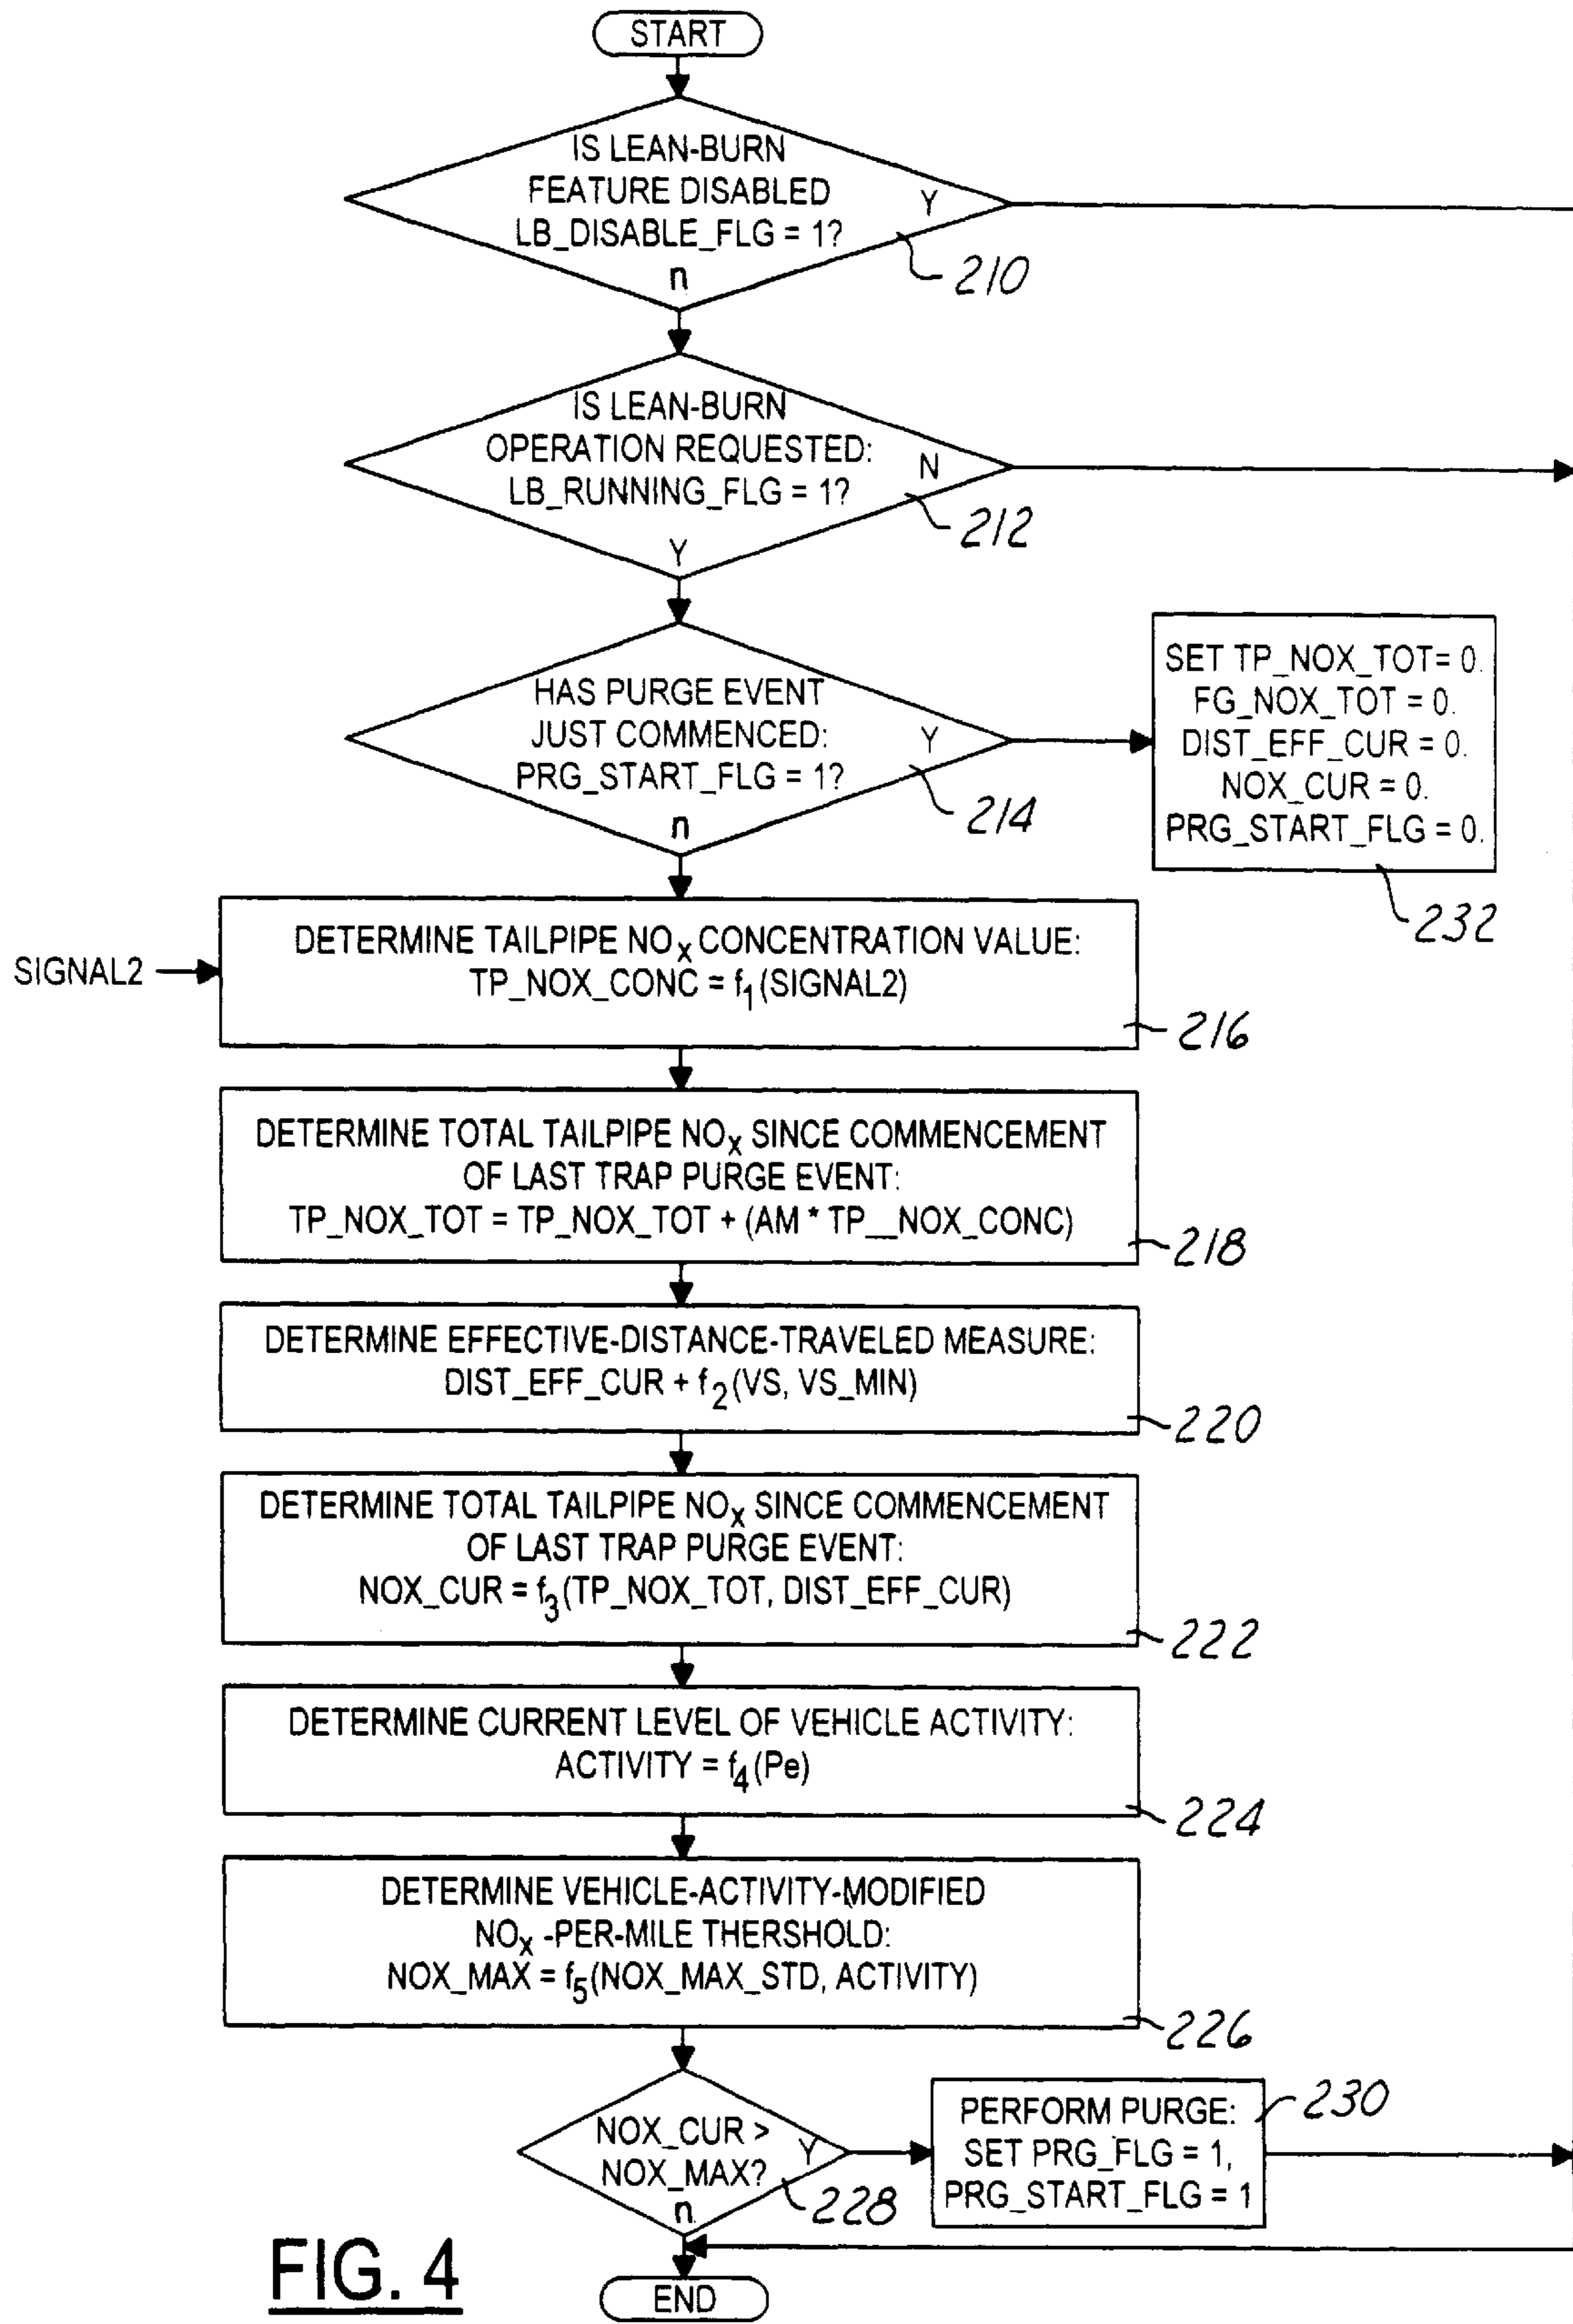 START
IS LEAN-BURN
FEATURE DISABLED
LB_DISABLE_FLG = 1?
Y
n
210
IS LEAN-BURN
OPERATION REQUESTED:
LB_RUNNING_FLG = 1?
N
Y
212
HAS PURGE EVENT
JUST COMMENCED:
PRG_START_FLG = 1?
Y
n
214
SET TP_NOX_TOT= 0.
FG_NOX_TOT = 0.
DIST_EFF_CUR = 0.
NOX_CUR = 0.
PRG_START_FLG = 0.
232
SIGNAL2
DETERMINE TAILPIPE NOX CONCENTRATION VALUE:
TP_NOX_CONC = f1(SIGNAL2)
216
DETERMINE TOTAL TAILPIPE NOX SINCE COMMENCEMENT
OF LAST TRAP PURGE EVENT:
TP_NOX_TOT = TP_NOX_TOT + (AM * TP__NOX_CONC)
218
DETERMINE EFFECTIVE-DISTANCE-TRAVELED MEASURE:
DIST_EFF_CUR + f2(VS, VS_MIN)
220
DETERMINE TOTAL TAILPIPE NOX SINCE COMMENCEMENT
OF LAST TRAP PURGE EVENT:
NOX_CUR = f3(TP_NOX_TOT, DIST_EFF_CUR)
222
DETERMINE CURRENT LEVEL OF VEHICLE ACTIVITY:
ACTIVITY = f4(Pe)
224
DETERMINE VEHICLE-ACTIVITY-MODIFIED
NOX -PER-MILE THERSHOLD:
NOX_MAX = f5(NOX_MAX_STD, ACTIVITY)
226
NOX_CUR >
NOX_MAX?
Y
n
228
PERFORM PURGE:
SET PRG_FLG = 1,
PRG_START_FLG = 1
230
END
FIG. 4